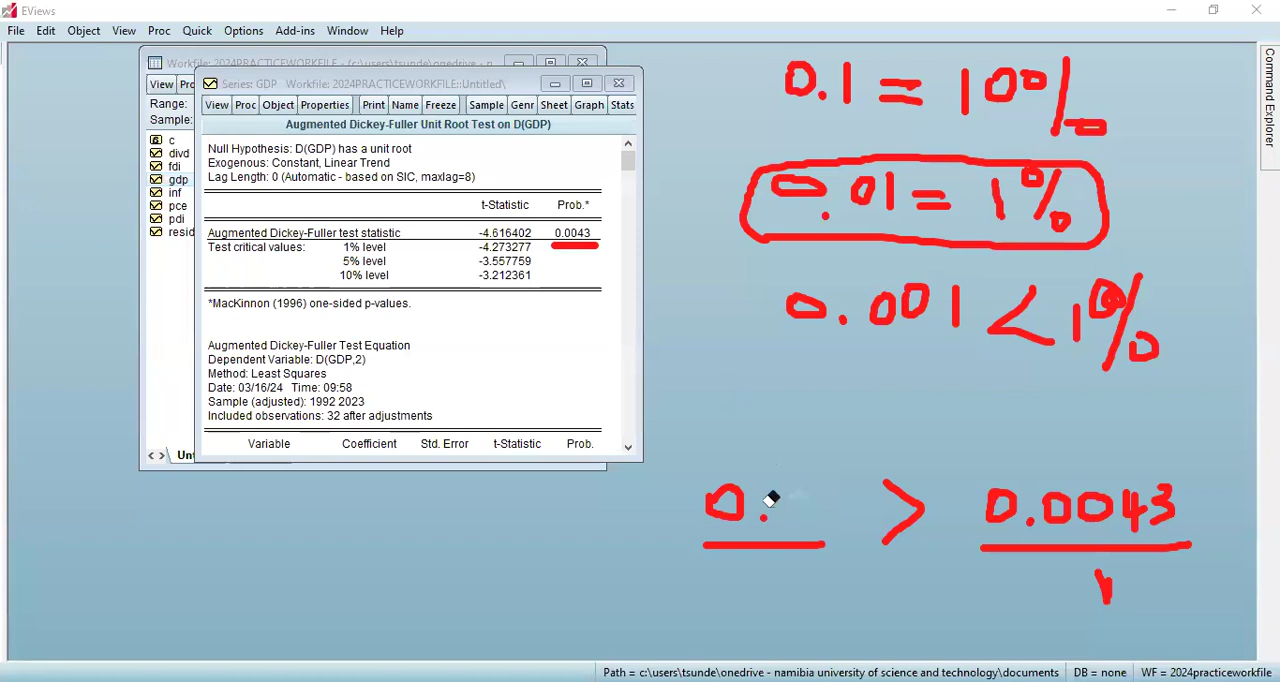 EViews
File Edit Object View Proc Quick Options Add-ins Window Help
Command Explorer
Workfile: 2024PRACTICEWORKFILE - (c:\users\tsunde\onedrive - n
View Pro
Range:
Sample:
c
divd
fdi
gdp
inf
pce
pdi
resid
Unt
Series: GDP Workfile: 2024PRACTICEWORKFILE::Untitled\
View Proc Object Properties Print Name Freeze Sample Genr Sheet Graph Stats
Augmented Dickey-Fuller Unit Root Test on D(GDP)
Null Hypothesis: D(GDP) has a unit root
Exogenous: Constant, Linear Trend
Lag Length: 0 (Automatic - based on SIC, maxlag=8)
t-Statistic Prob.*
Augmented Dickey-Fuller test statistic -4.616402 0.0043
Test critical values: 1% level -4.273277
5% level -3.557759
10% level -3.212361
*MacKinnon (1996) one-sided p-values.
Augmented Dickey-Fuller Test Equation
Dependent Variable: D(GDP,2)
Method: Least Squares
Date: 03/16/24 Time: 09:58
Sample (adjusted): 1992 2023
Included observations: 32 after adjustments
Variable Coefficient Std. Error t-Statistic Prob.
0.1 = 10%
0.01 = 1%
0.001 < 1%
0. > 0.0043
Path = c:\users\tsunde\onedrive - namibia university of science and technology\documents DB = none WF = 2024practiceworkfile